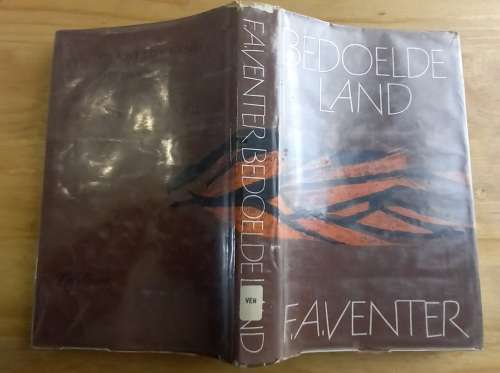 BEDOELDE
LAND
F.A.VENTER
F.A.VENTER BEDOELDE LAND
VEN